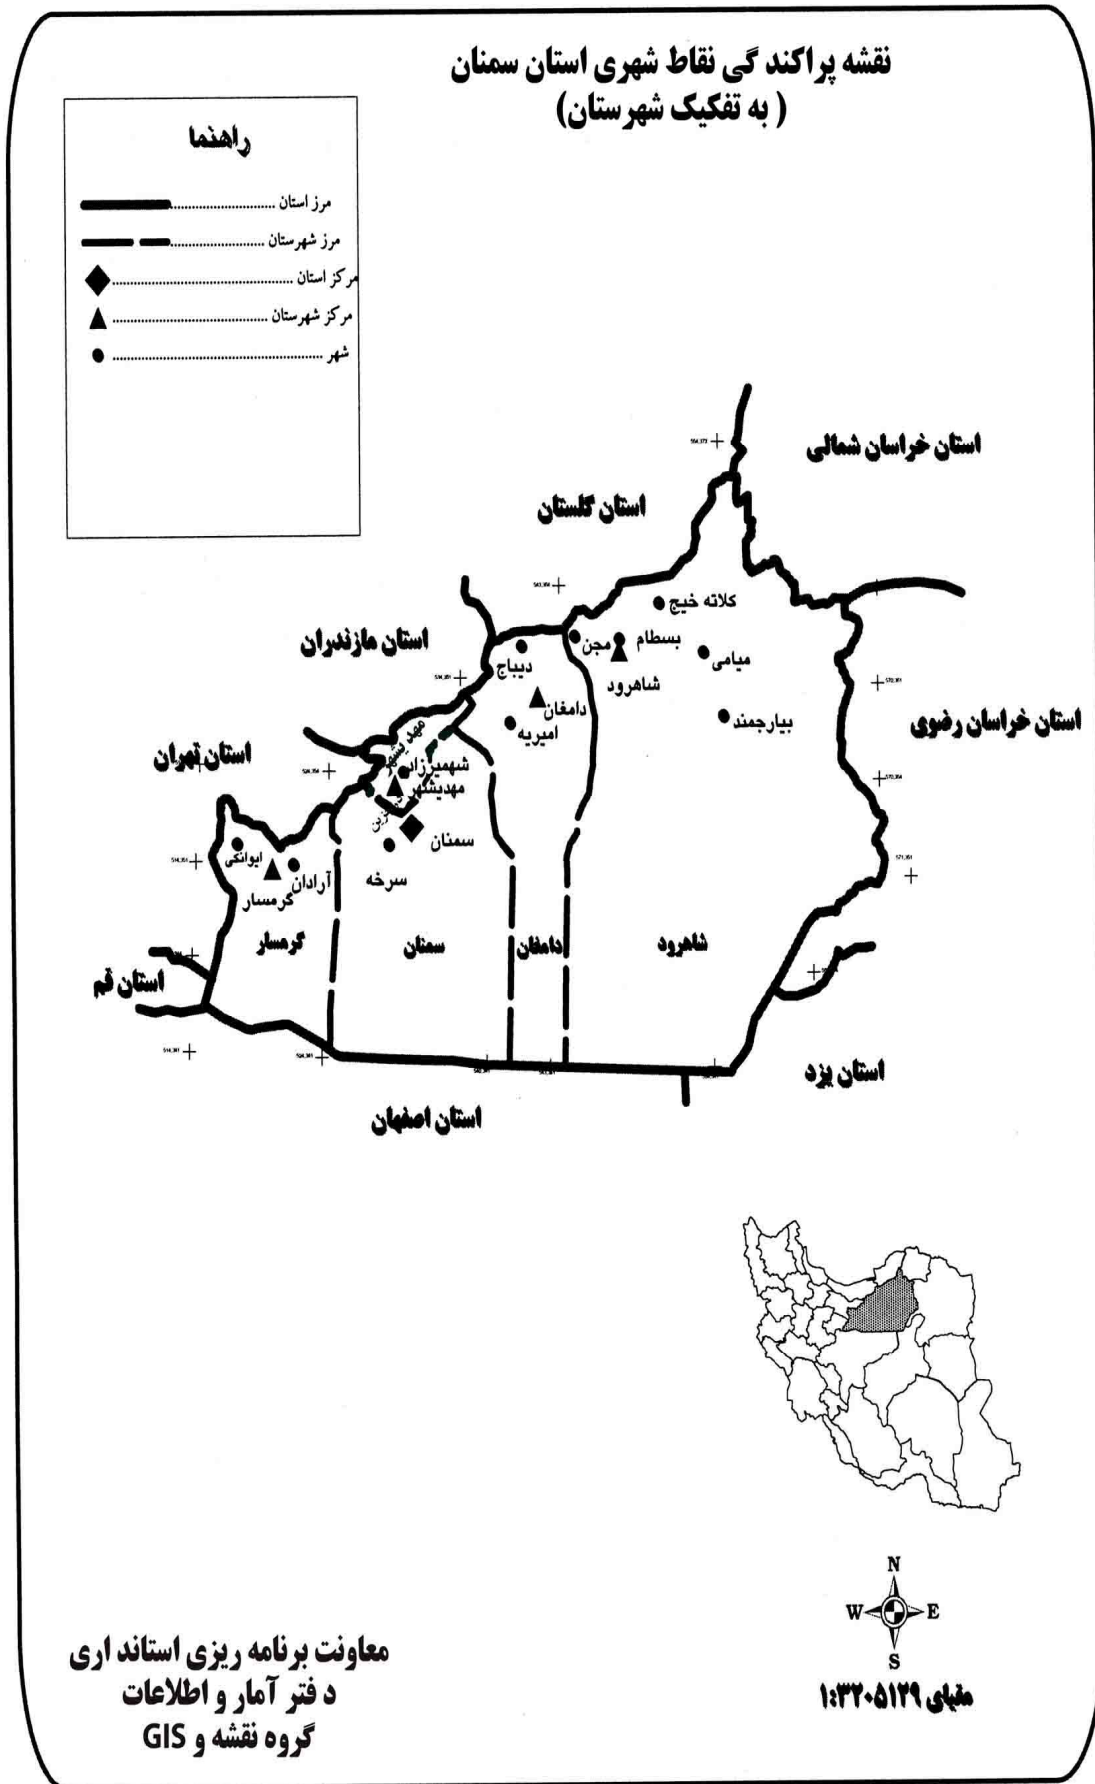 نقشه پراکند گی نقاط شهری استان سمنان
( به تفکیک شهرستان)
راهنما
مرز استان
مرز شهرستان
مرکز استان
مرکز شهرستان
شهر
استان خراسان شمالی
استان گلستان
استان مازندران
استان خراسان رضوی
استان تهران
استان قم
استان یزد
استان اصفهان
کلاته خیج
بسطام
مجن
میامی
شاهرود
دیباج
دامغان
امیریه
بیارجمند
مهدیشهر
شهمیرزاد
مهدیشهر
سمنان
سرخه
ایوانکی
آرادان
گرمسار
گرمسار
سمنان
دامغان
شاهرود
N
W E
S
مقیای ۱:۳۲۰۵۱۲۹
معاونت برنامه ریزی استاند اری
د فتر آمار و اطلاعات
گروه نقشه و GIS